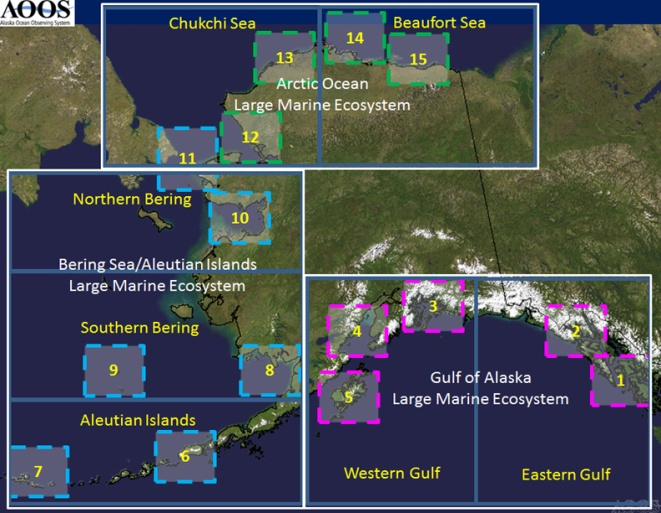 AOOS
Alaska Ocean Observing System
Chukchi Sea
Beaufort Sea
14
13
15
Arctic Ocean
Large Marine Ecosystem
12
11
Northern Bering
10
Bering Sea/Aleutian Islands
Large Marine Ecosystem
Southern Bering
9
8
Aleutian Islands
6
7
3
4
2
5
1
Gulf of Alaska
Large Marine Ecosystem
Western Gulf
Eastern Gulf
AOOS